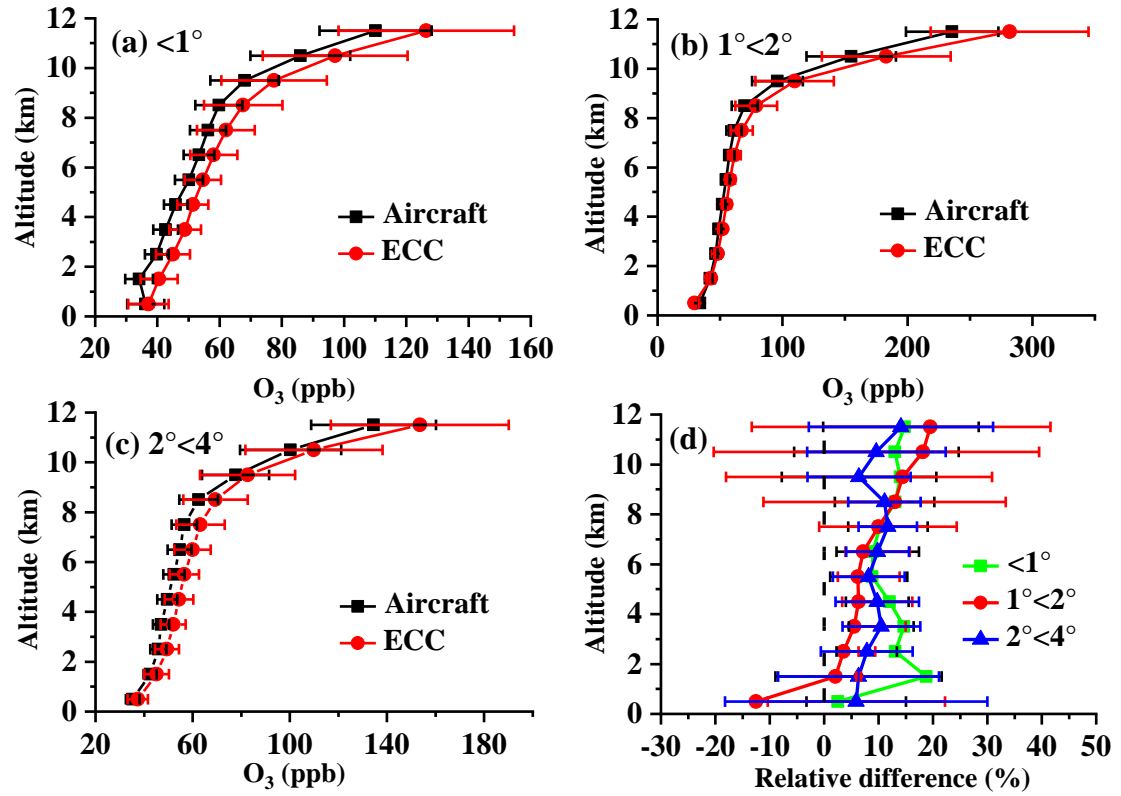 (a) <1°
12
10
8
6
4
2
0
Altitude (km)
Aircraft
ECC
20 40 60 80 100 120 140 160
O₃ (ppb)
(b) 1°<2°
12
10
8
6
4
2
0
Altitude (km)
Aircraft
ECC
0 100 200 300
O₃ (ppb)
(c) 2°<4°
12
10
8
6
4
2
0
Altitude (km)
Aircraft
ECC
20 60 100 140 180
O₃ (ppb)
(d)
12
10
8
6
4
2
0
Altitude (km)
<1°
1°<2°
2°<4°
-30 -20 -10 0 10 20 30 40 50
Relative difference (%)